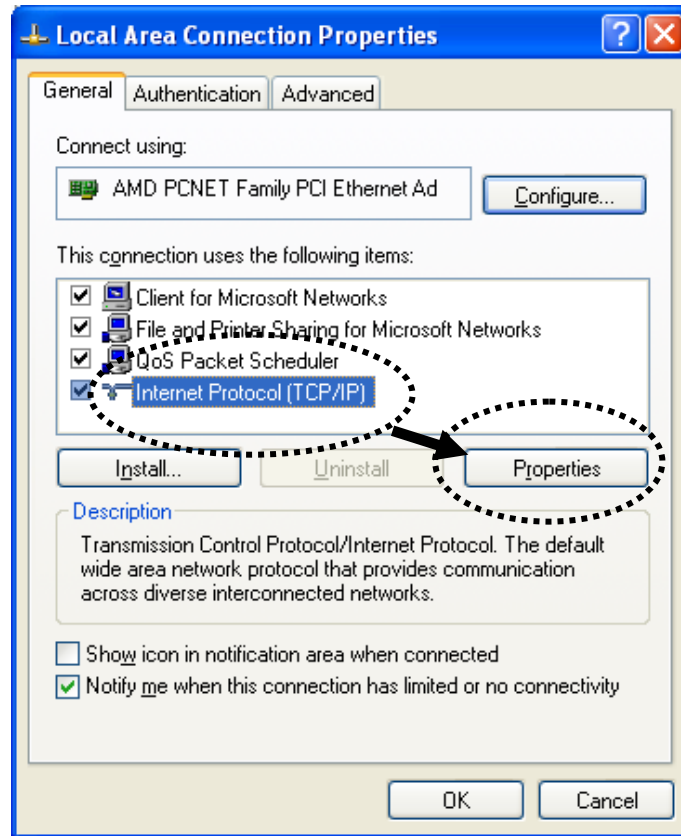 Local Area Connection Properties
General Authentication Advanced
Connect using:
AMD PCNET Family PCI Ethernet Ad Configure...
This connection uses the following items:
Client for Microsoft Networks
File and Printer Sharing for Microsoft Networks
QoS Packet Scheduler
Internet Protocol (TCP/IP)
Install... Uninstall Properties
Description
Transmission Control Protocol/Internet Protocol. The default
wide area network protocol that provides communication
across diverse interconnected networks.
Show icon in notification area when connected
Notify me when this connection has limited or no connectivity
OK Cancel